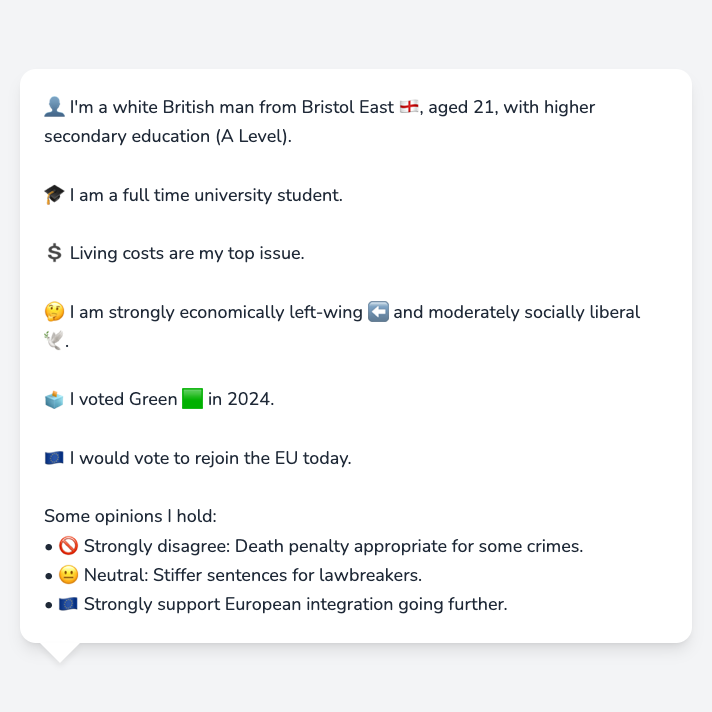 👤 I'm a white British man from Bristol East 🏴󠁧󠁢󠁥󠁮󠁧󠁿, aged 21, with higher
secondary education (A Level).
🎓 I am a full time university student.
💲 Living costs are my top issue.
🤔 I am strongly economically left-wing ⬅️ and moderately socially liberal
🕊️.
🗳️ I voted Green 🟩 in 2024.
🇪🇺 I would vote to rejoin the EU today.
Some opinions I hold:
• 🚫 Strongly disagree: Death penalty appropriate for some crimes.
• 😐 Neutral: Stiffer sentences for lawbreakers.
• 🇪🇺 Strongly support European integration going further.